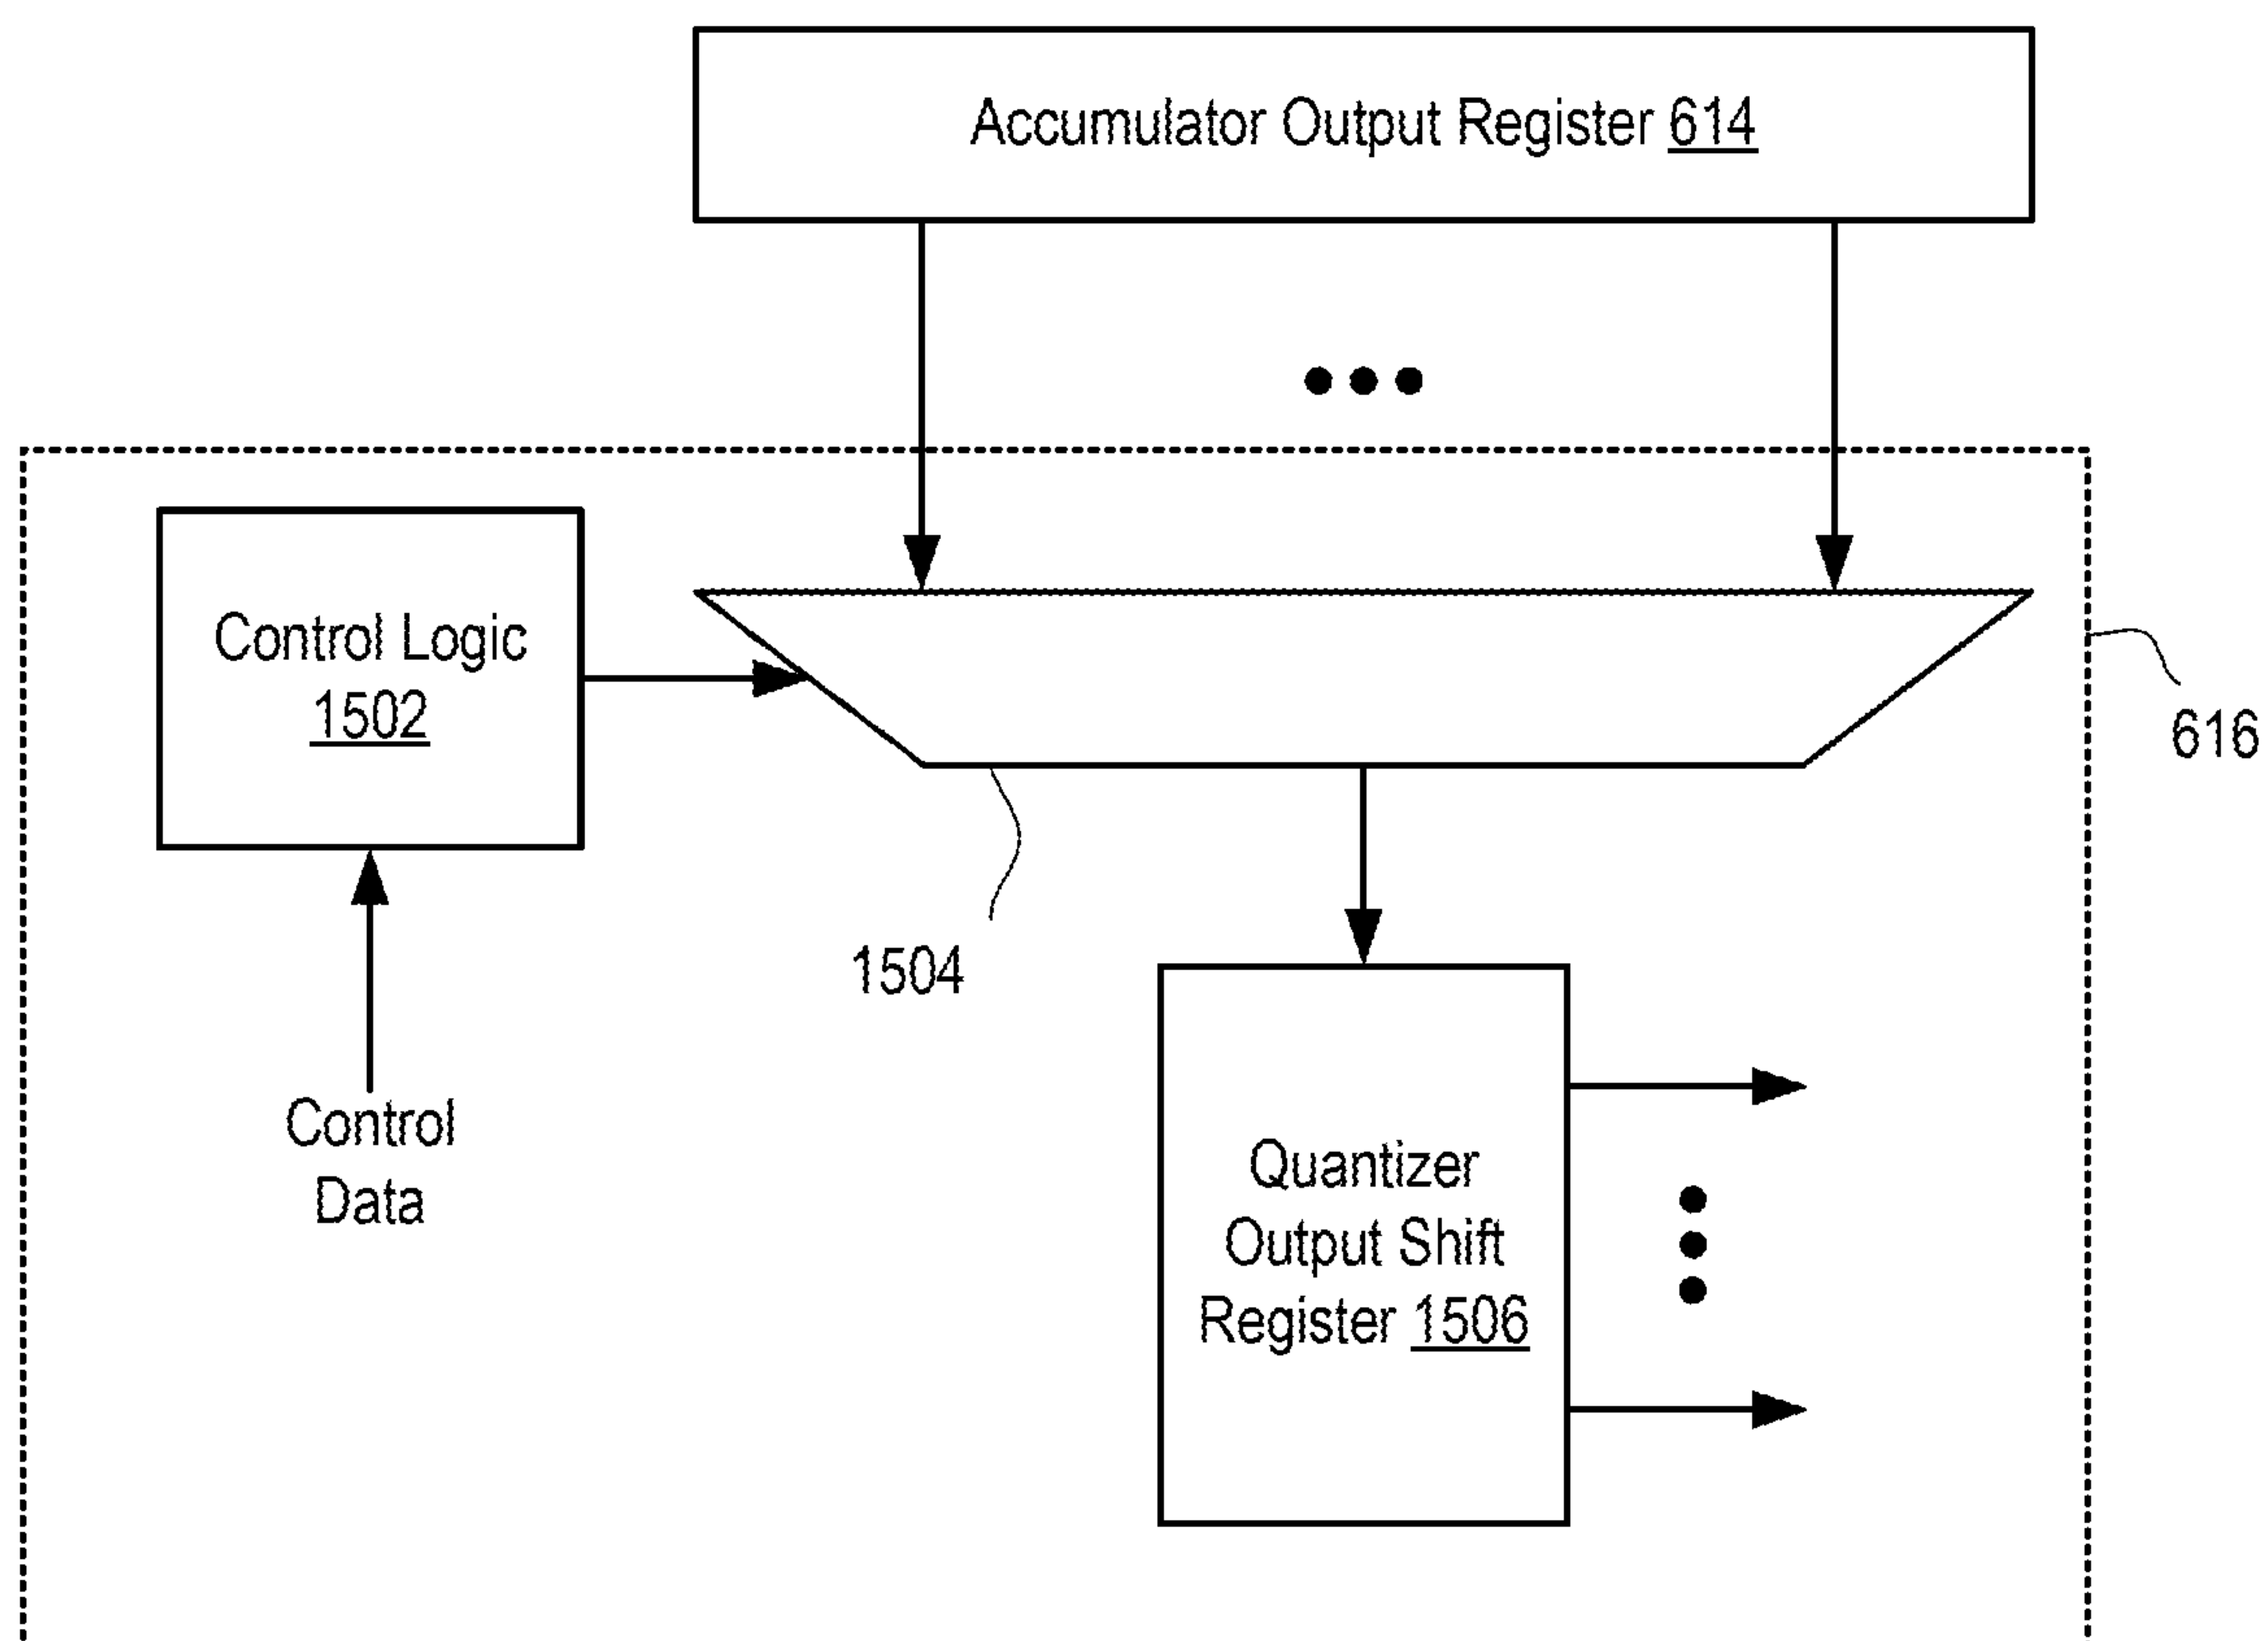 Accumulator Output Register 614
Control Logic
1502
616
1504
Control
Data
Quantizer
Output Shift
Register 1506